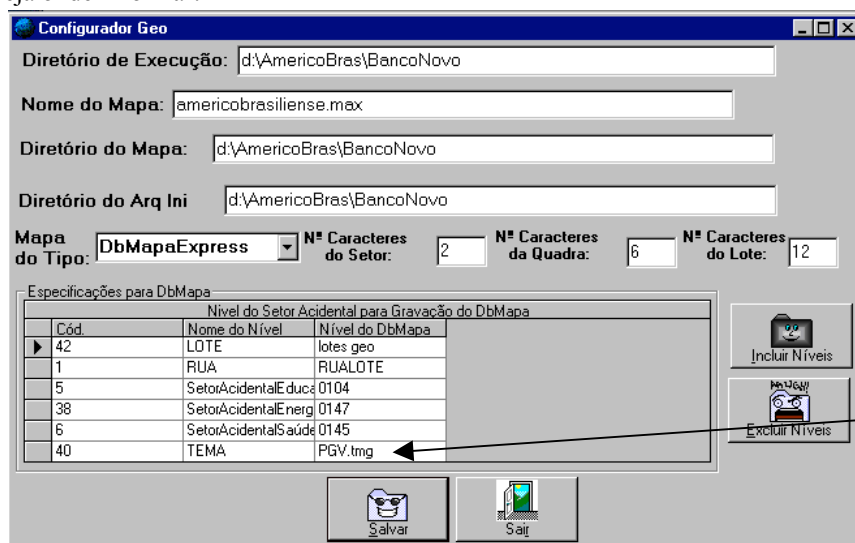 Configurador Geo
Diretório de Execução: d:\AmericoBras\BancoNovo
Nome do Mapa: americobrasiliense.max
Diretório do Mapa: d:\AmericoBras\BancoNovo
Diretório do Arq Ini d:\AmericoBras\BancoNovo
Mapa do Tipo: DbMapaExpress Nº Caracteres do Setor: 2 Nº Caracteres da Quadra: 6 Nº Caracteres do Lote: 12
Especificações para DbMapa
Nivel do Setor Acidental para Gravação do DbMapa
Cód. Nome do Nível Nível do DbMapa
42 LOTE lotes geo
1 RUA RUALOTE
5 SetorAcidentalEduca 0104
38 SetorAcidentalEnerg 0147
6 SetorAcidentalSaúde 0145
40 TEMA PGV.tmg
Incluir Níveis
Excluir Níveis
Salvar
Sair